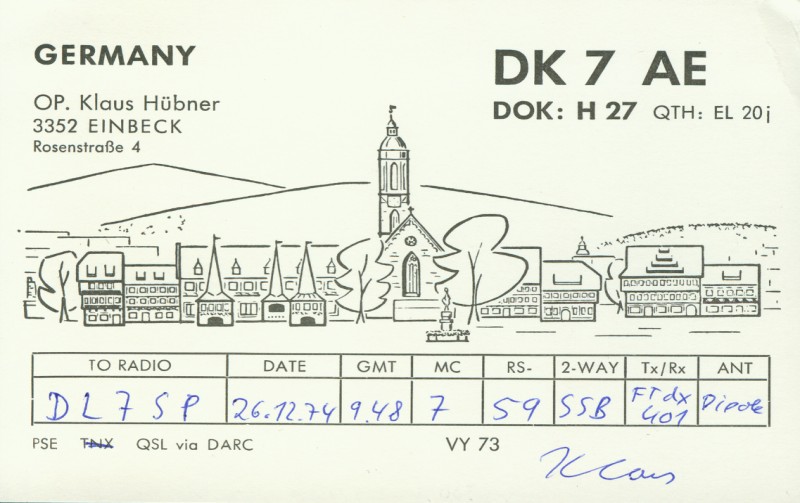 GERMANY
DK 7 AE
OP. Klaus Hübner
DOK: H 27 QTH: EL 20j
3352 EINBECK
Rosenstraße 4
TO RADIO DATE GMT MC RS- 2-WAY Tx/Rx ANT
DL7SP 26.12.74 9.48 7 59 SSB FTdx 401 Dipole
PSE TNX QSL via DARC VY 73
Klaus